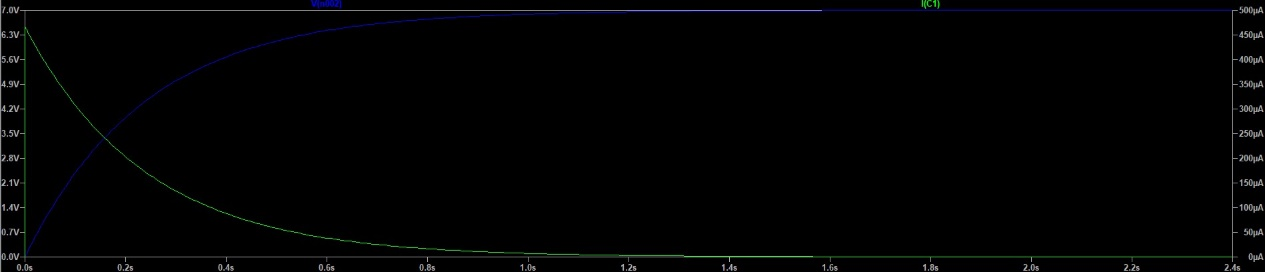 V(n002) I(C1)
7.0V 500µA
6.3V 450µA
5.6V 400µA
4.9V 350µA
4.2V 300µA
3.5V 250µA
2.8V 200µA
2.1V 150µA
1.4V 100µA
0.7V 50µA
0.0V 0µA
0.0s 0.2s 0.4s 0.6s 0.8s 1.0s 1.2s 1.4s 1.6s 1.8s 2.0s 2.2s 2.4s